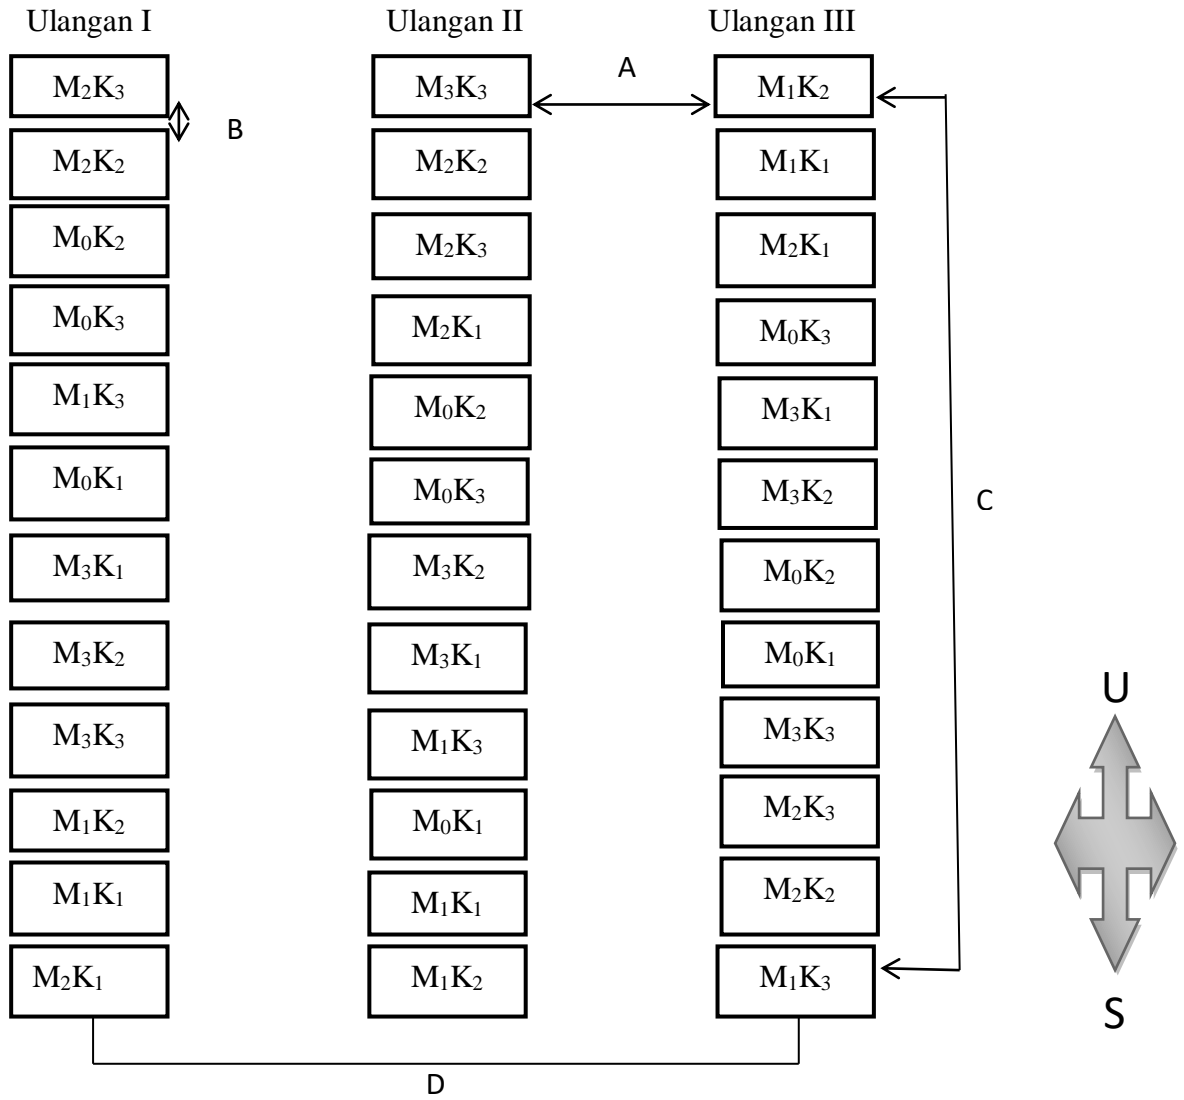 Ulangan I Ulangan II Ulangan III
A
M₂K₃ M₃K₃ M₁K₂
B
M₂K₂ M₂K₂ M₁K₁
M₀K₂ M₂K₃ M₂K₁
M₀K₃ M₂K₁ M₀K₃
M₁K₃ M₀K₂ M₃K₁
M₀K₁ M₀K₃ M₃K₂
C
M₃K₁ M₃K₂ M₀K₂
M₃K₂ M₃K₁ M₀K₁
U
M₃K₃ M₁K₃ M₃K₃
M₁K₂ M₀K₁ M₂K₃
M₁K₁ M₁K₁ M₂K₂
M₂K₁ M₁K₂ M₁K₃
S
D